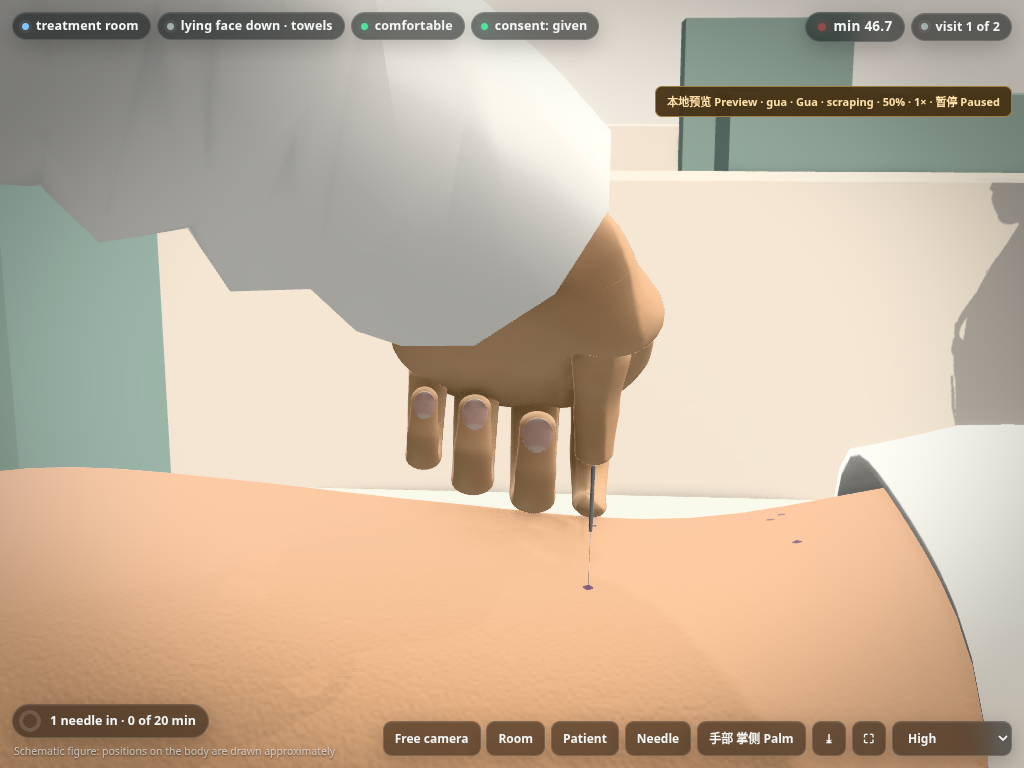 treatment room
lying face down · towels
comfortable
consent: given
min 46.7
visit 1 of 2
本地预览 Preview · gua · Gua · scraping · 50% · 1× · 暂停 Paused
1 needle in · 0 of 20 min
Schematic figure: positions on the body are drawn approximately
Free camera
Room
Patient
Needle
手部 掌侧 Palm
High